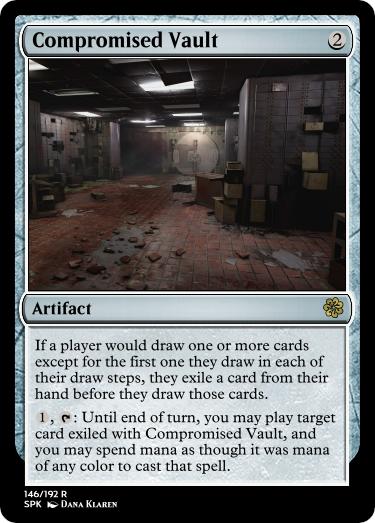 Compromised Vault 2
Artifact
If a player would draw one or more cards
except for the first one they draw in each of
their draw steps, they exile a card from their
hand before they draw those cards.
1, T: Until end of turn, you may play target
card exiled with Compromised Vault, and
you may spend mana as though it was mana
of any color to cast that spell.
146/192 R
SPK Dana Klaren